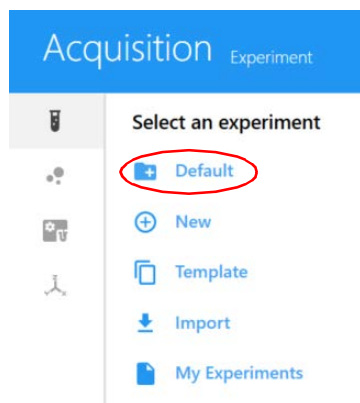 Acquisition Experiment
Select an experiment
Default
New
Template
Import
My Experiments